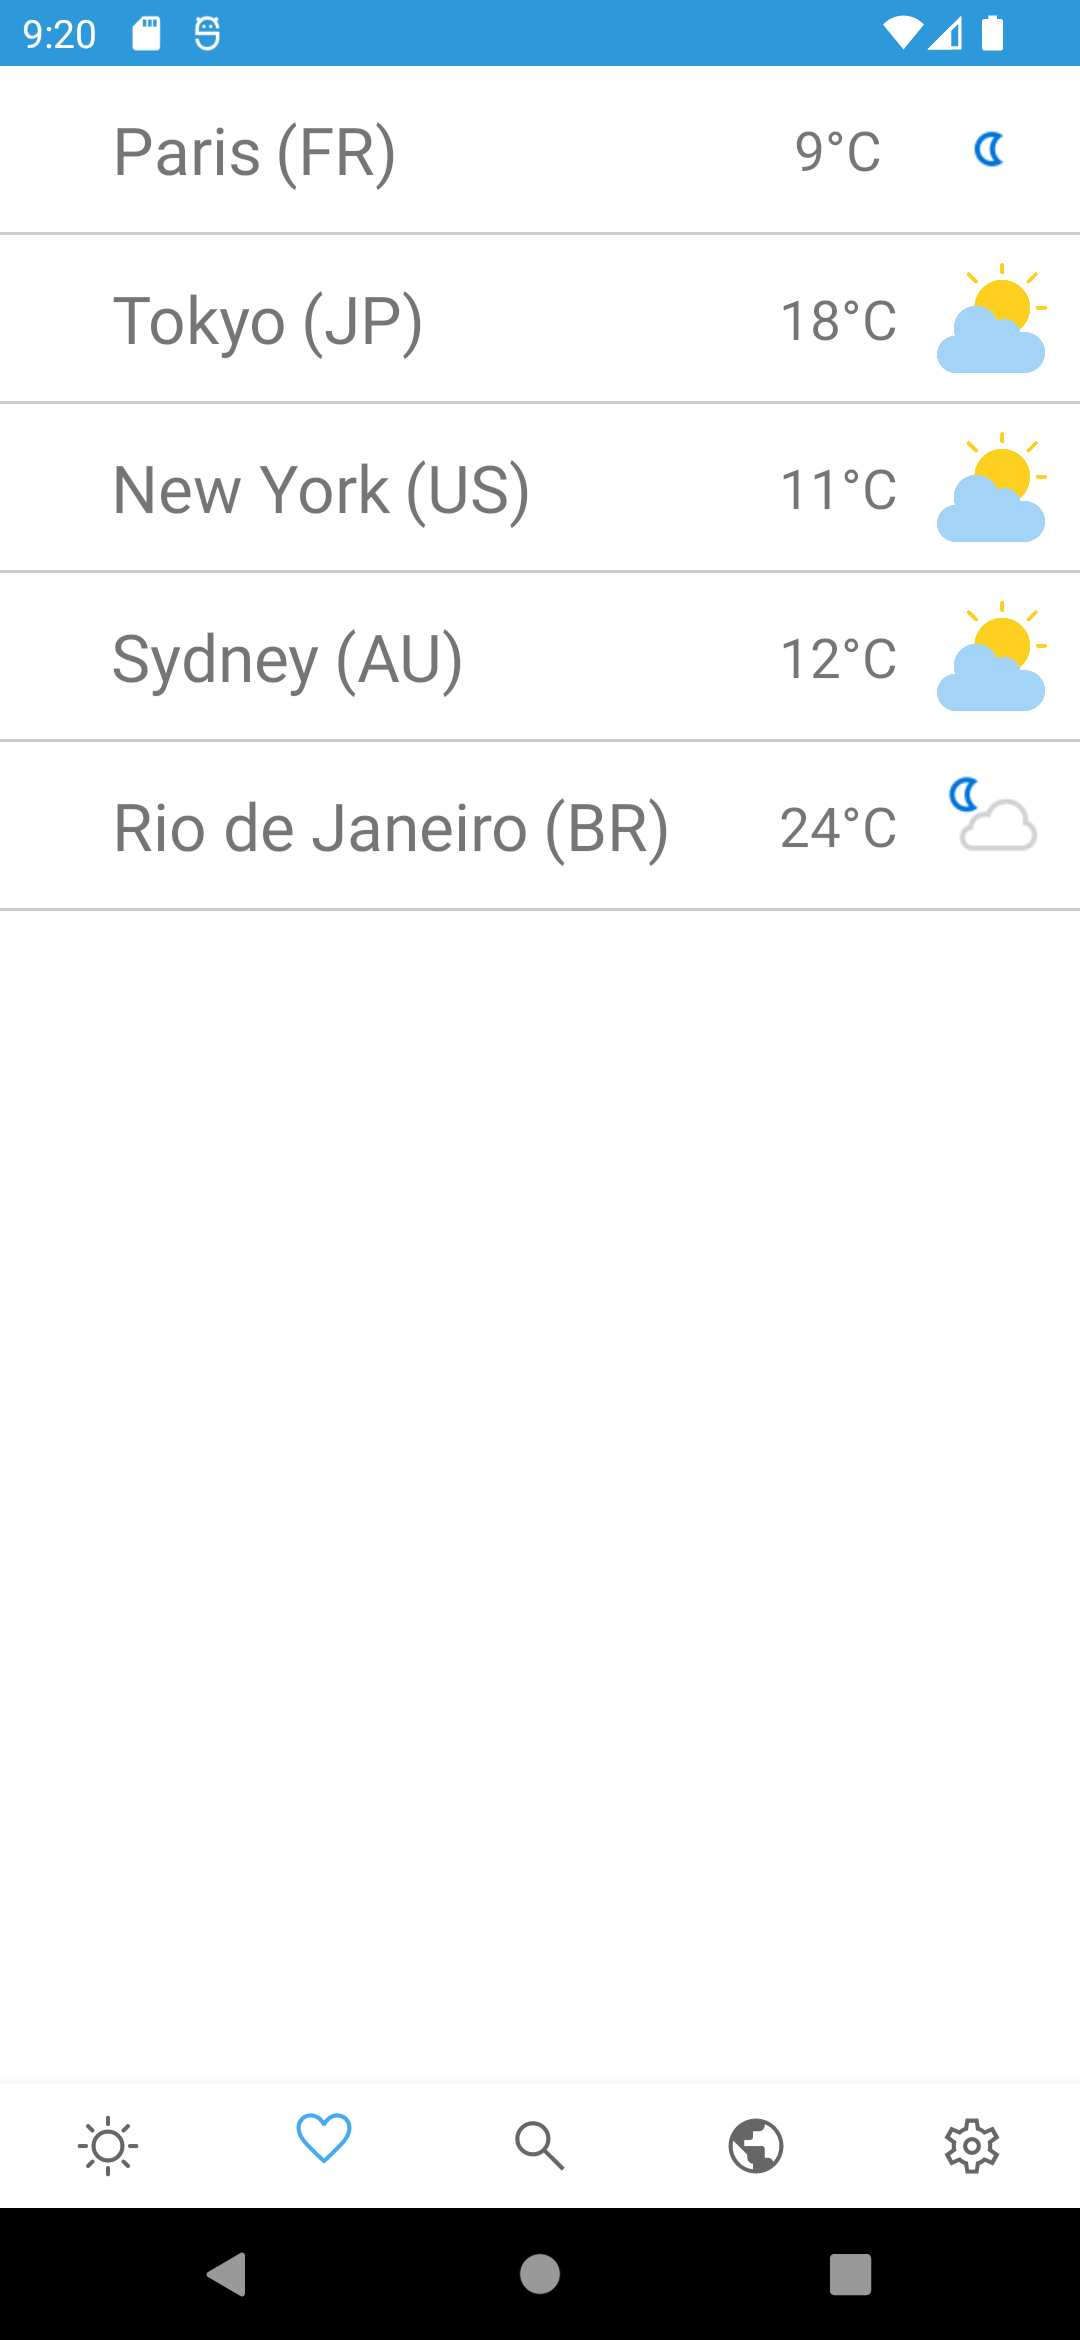 9:20
Paris (FR) 9°C
Tokyo (JP) 18°C
New York (US) 11°C
Sydney (AU) 12°C
Rio de Janeiro (BR) 24°C